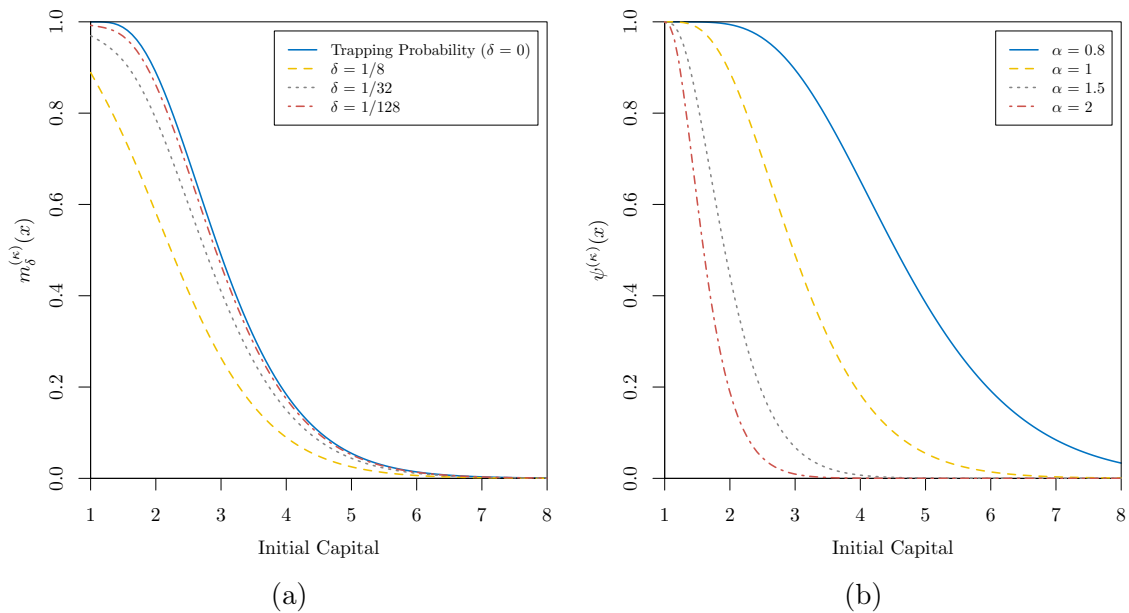 1.0
0.8
0.6
0.4
0.2
0.0
m_δ^(κ)(x)
Trapping Probability (δ = 0)
δ = 1/8
δ = 1/32
δ = 1/128
1 2 3 4 5 6 7 8
Initial Capital
(a)
1.0
0.8
0.6
0.4
0.2
0.0
ψ^(κ)(x)
α = 0.8
α = 1
α = 1.5
α = 2
1 2 3 4 5 6 7 8
Initial Capital
(b)